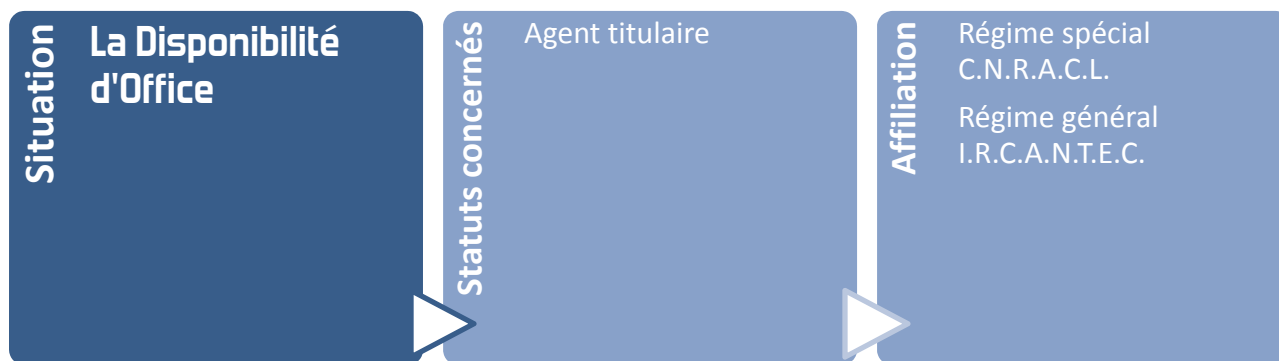 Situation
La Disponibilité
d'Office
Statuts concernés
Agent titulaire
Affiliation
Régime spécial
C.N.R.A.C.L.
Régime général
I.R.C.A.N.T.E.C.